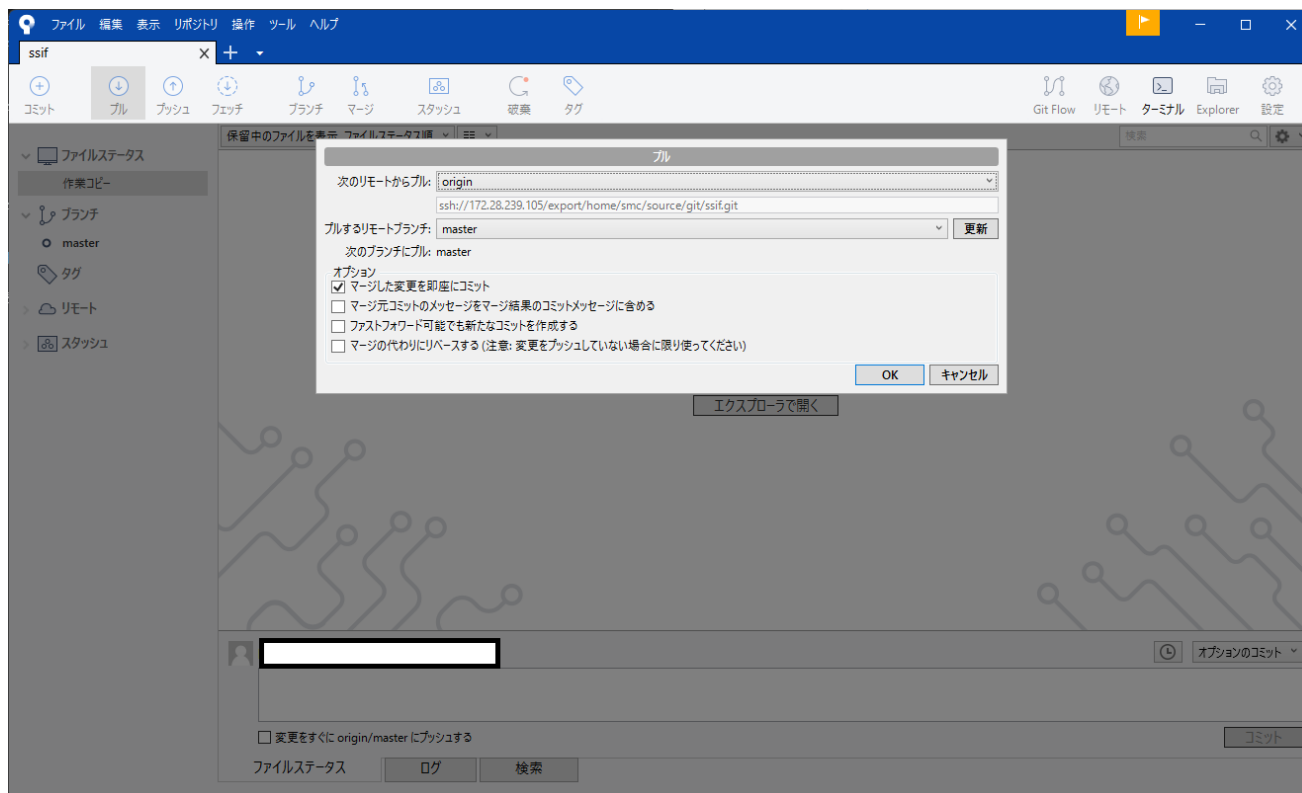 ファイル 編集 表示 リポジトリ 操作 ツール ヘルプ
ssif
コミット プル プッシュ フェッチ ブランチ マージ スタッシュ 破棄 タグ Git Flow リモート ターミナル Explorer 設定
保留中のファイルを表示, ファイルステータス順 検索
ファイルステータス
作業コピー
ブランチ
master
タグ
リモート
スタッシュ
プル
次のリモートからプル: origin
ssh://172.28.239.105/export/home/smc/source/git/ssif.git
プルするリモートブランチ: master 更新
次のブランチにプル: master
オプション
マージした変更を即座にコミット
マージ元コミットのメッセージをマージ結果のコミットメッセージに含める
ファストフォワード可能でも新たなコミットを作成する
マージの代わりにリベースする (注意: 変更をプッシュしていない場合に限り使ってください)
OK キャンセル
エクスプローラで開く
オプションのコミット
変更をすぐに origin/master にプッシュする
コミット
ファイルステータス ログ 検索